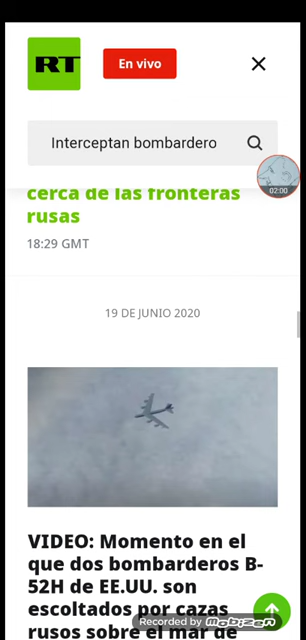 RT
En vivo
Interceptan bombardero
02:00
cerca de las fronteras
rusas
18:29 GMT
19 DE JUNIO 2020
VIDEO: Momento en el
que dos bombarderos B-
52H de EE.UU. son
escoltados por cazas
rusos sobre el mar de
Recorded by Mobizen